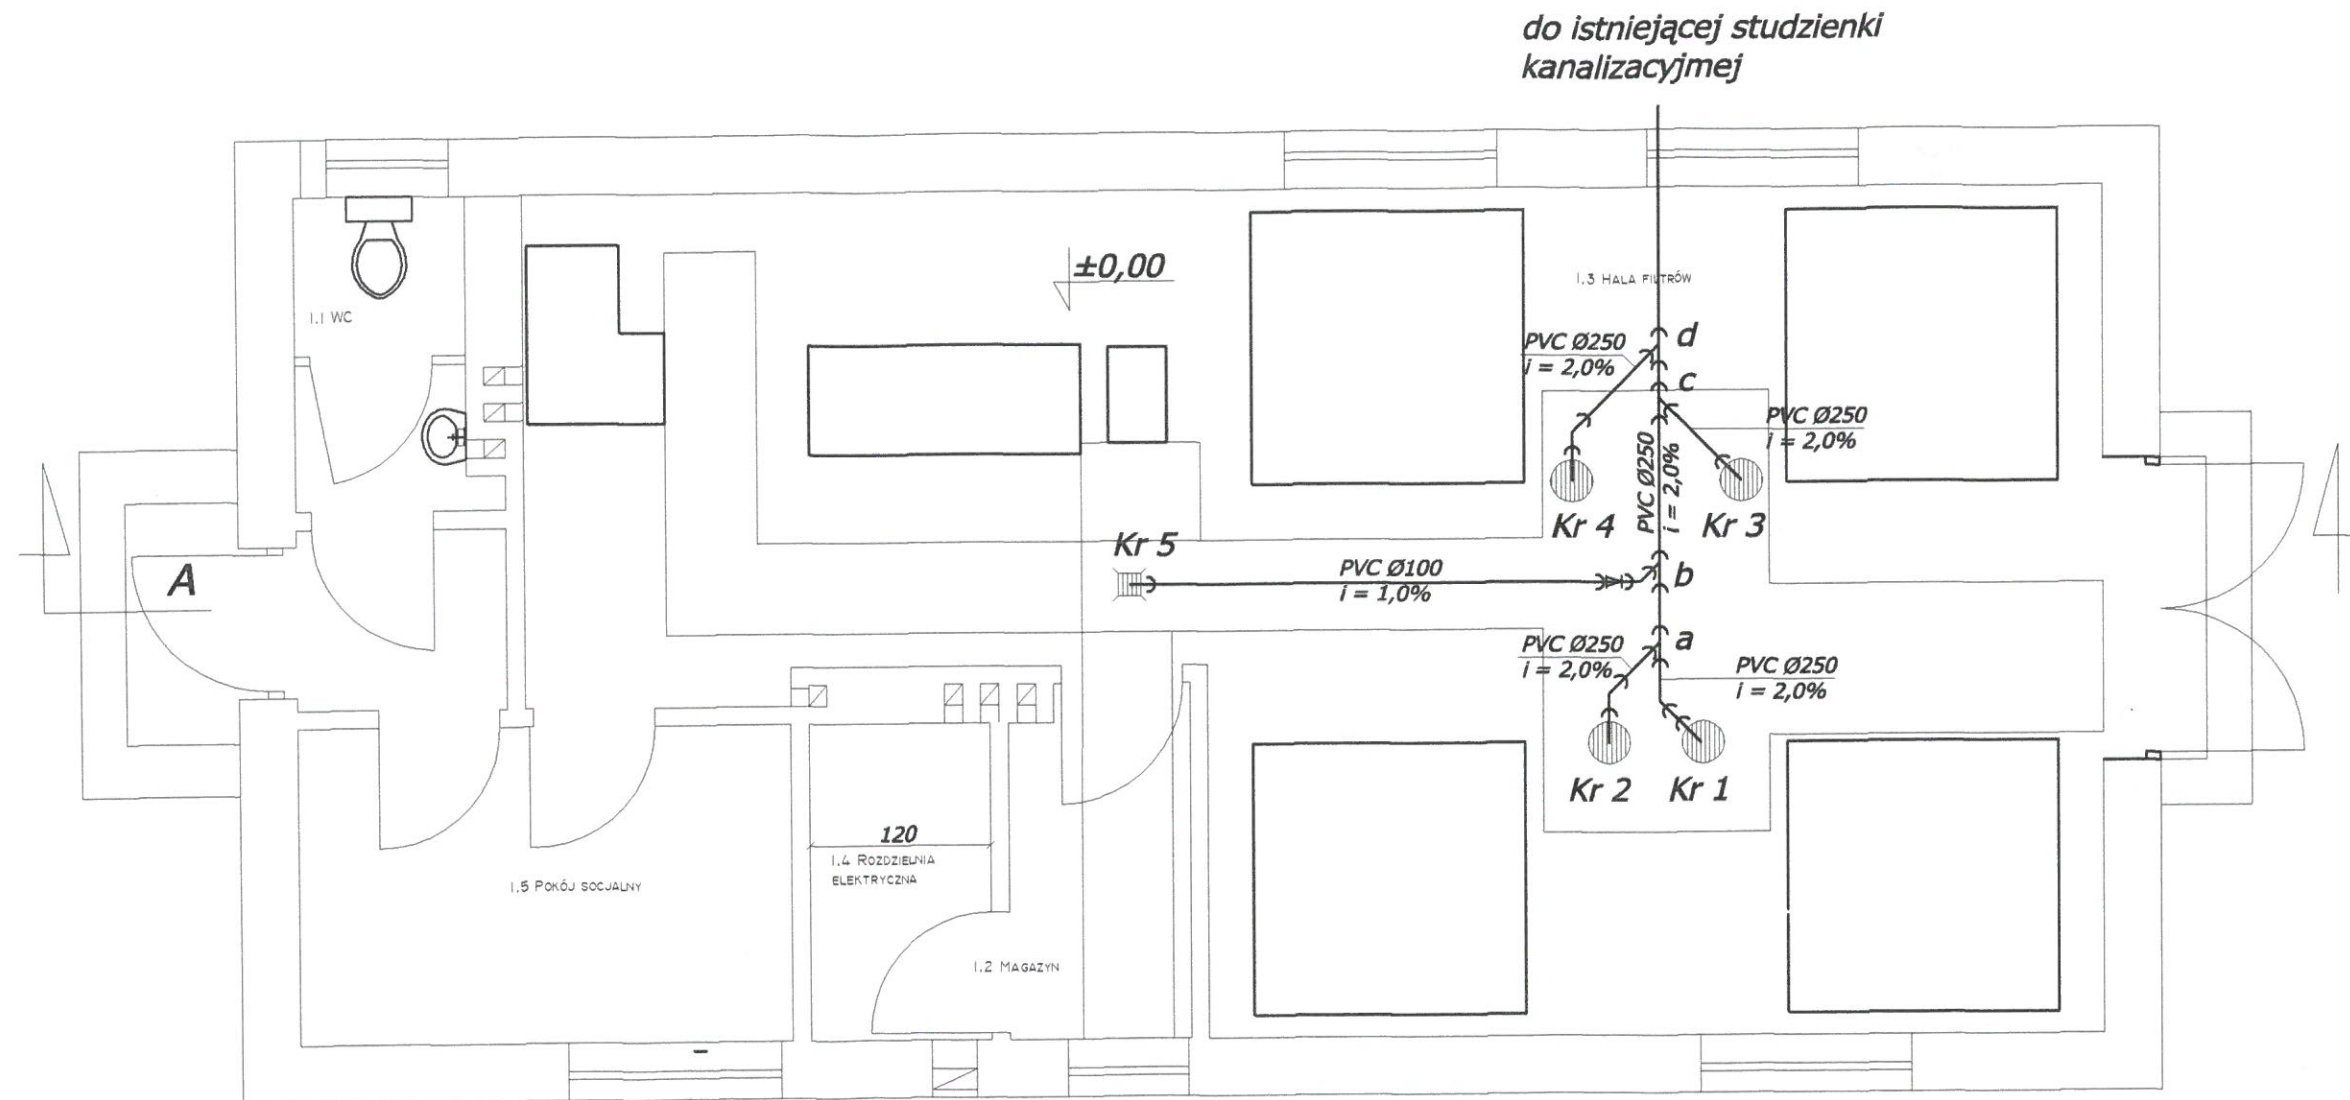 do istniejącej studzienki
kanalizacyjmej
±0,00
1.3 HALA FILTRÓW
1.1 WC
PVC Ø250
i = 2,0%
d
c
PVC Ø250
i = 2,0%
PVC Ø250
i = 2,0%
Kr 4
Kr 3
Kr 5
PVC Ø100
i = 1,0%
b
A
a
PVC Ø250
i = 2,0%
PVC Ø250
i = 2,0%
Kr 2
Kr 1
120
1.4 ROZDZIELNIA
ELEKTRYCZNA
1.5 POKÓJ SOCJALNY
1.2 MAGAZYN